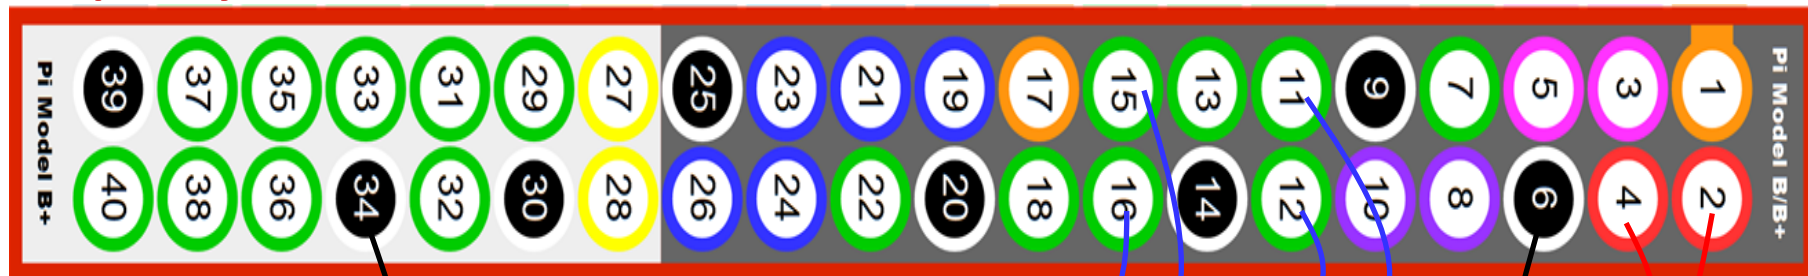 Pi Model B+
39 37 35 33 31 29 27 25 23 21 19 17 15 13 11 9 7 5 3 1
40 38 36 34 32 30 28 26 24 22 20 18 16 14 12 10 8 6 4 2
Pi Model B/B+